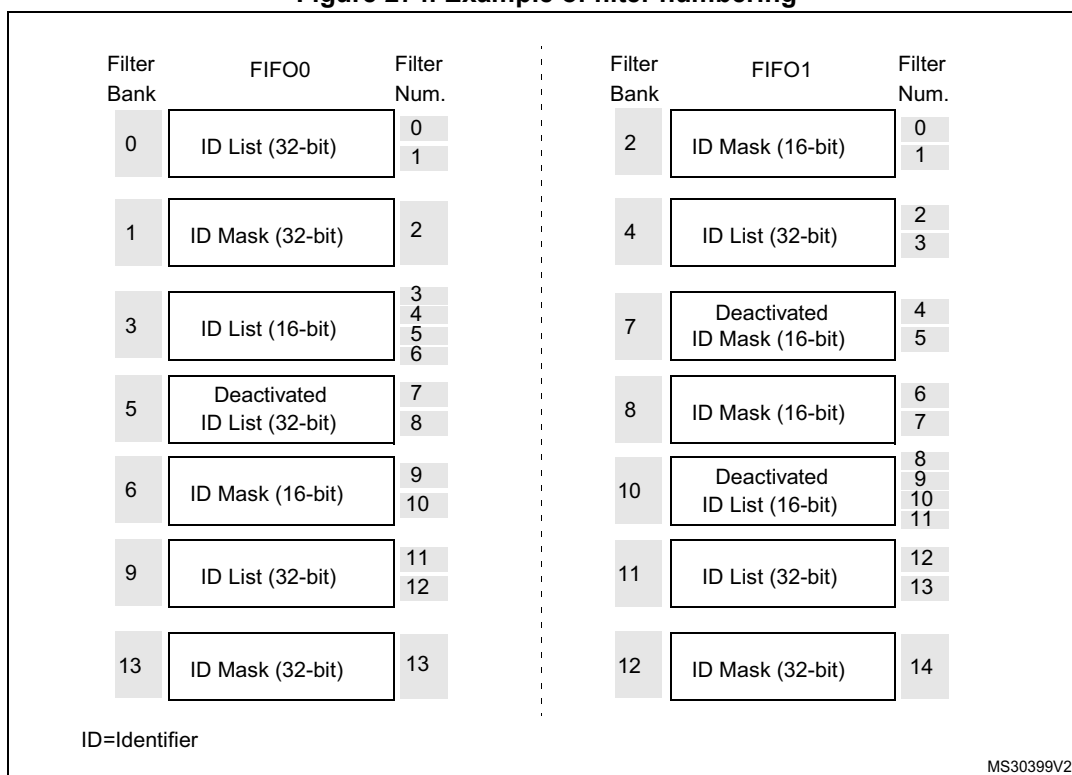 Figure Example of filter numbering
Filter Bank
FIFO0
Filter Num.
0
ID List (32-bit)
0
1
1
ID Mask (32-bit)
2
3
ID List (16-bit)
3
4
5
6
5
Deactivated
ID List (32-bit)
7
8
6
ID Mask (16-bit)
9
10
9
ID List (32-bit)
11
12
13
ID Mask (32-bit)
13
Filter Bank
FIFO1
Filter Num.
2
ID Mask (16-bit)
0
1
4
ID List (32-bit)
2
3
7
Deactivated
ID Mask (16-bit)
4
5
8
ID Mask (16-bit)
6
7
10
Deactivated
ID List (16-bit)
8
9
10
11
11
ID List (32-bit)
12
13
12
ID Mask (32-bit)
14
ID=Identifier
MS30399V2